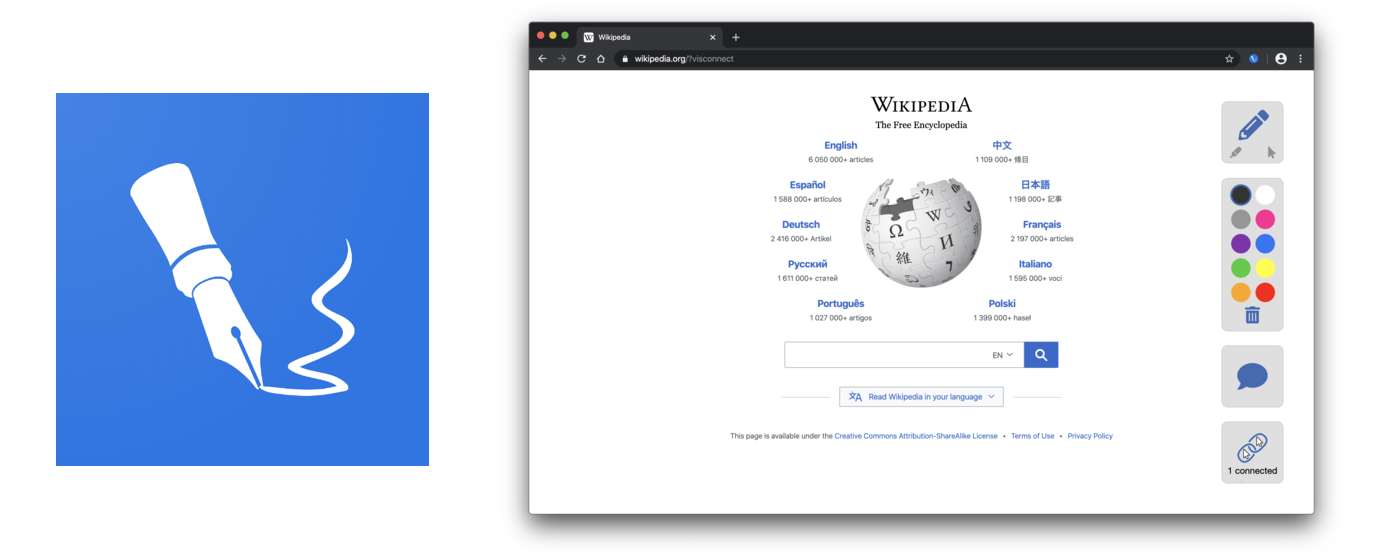 Wikipedia
wikipedia.org/?visconnect
WIKIPEDIA
The Free Encyclopedia
English
6 050 000+ articles
中文
1 109 000+ 條目
Español
1 588 000+ artículos
日本語
1 198 000+ 記事
Deutsch
2 416 000+ Artikel
Français
2 197 000+ articles
Русский
1 611 000+ статей
Italiano
1 595 000+ voci
Português
1 027 000+ artigos
Polski
1 399 000+ haseł
Ω
W
И
維
7
EN
Read Wikipedia in your language
This page is available under the Creative Commons Attribution-ShareAlike License • Terms of Use • Privacy Policy
1 connected